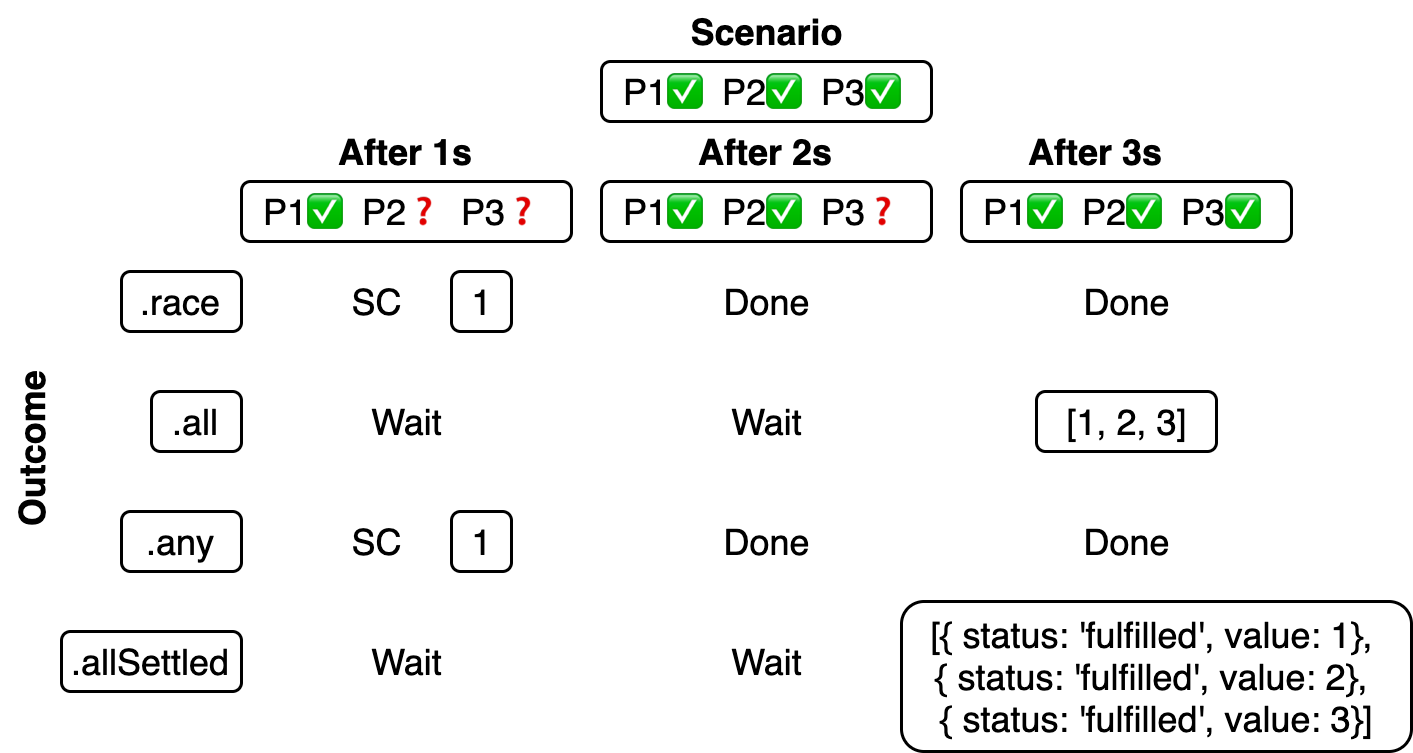 Scenario
P1✅ P2✅ P3✅
After 1s After 2s After 3s
P1✅ P2❓ P3❓ P1✅ P2✅ P3❓ P1✅ P2✅ P3✅
.race SC 1 Done Done
Outcome
.all Wait Wait [1, 2, 3]
.any SC 1 Done Done
.allSettled Wait Wait
[{ status: 'fulfilled', value: 1},
{ status: 'fulfilled', value: 2},
{ status: 'fulfilled', value: 3}]